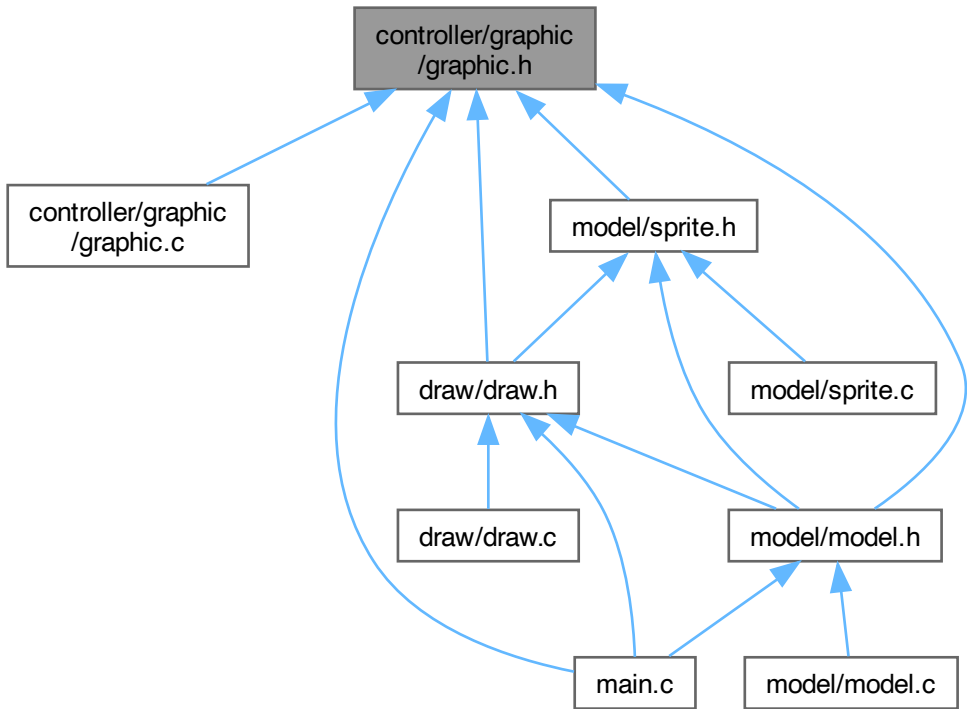 controller/graphic
/graphic.h
controller/graphic
/graphic.c
model/sprite.h
draw/draw.h
model/sprite.c
draw/draw.c
model/model.h
main.c
model/model.c